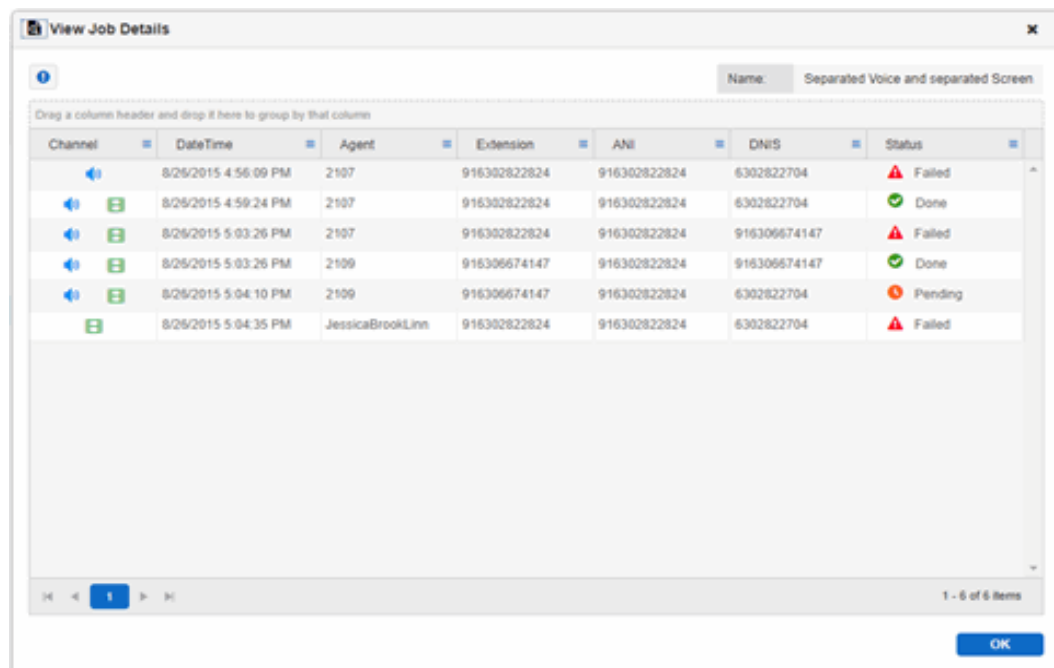 View Job Details
Name: Separated Voice and separated Screen
Drag a column header and drop it here to group by that column
Channel DateTime Agent Extension ANI DNIS Status
8/26/2015 4:56:09 PM 2107 916302822824 916302822824 6302822704 Failed
8/26/2015 4:59:24 PM 2107 916302822824 916302822824 6302822704 Done
8/26/2015 5:03:26 PM 2107 916302822824 916302822824 916306674147 Failed
8/26/2015 5:03:26 PM 2109 916306674147 916302822824 916306674147 Done
8/26/2015 5:04:10 PM 2109 916306674147 916302822824 6302822704 Pending
8/26/2015 5:04:35 PM JessicaBrookLinn 916302822824 916302822824 6302822704 Failed
1 1 - 6 of 6 items
OK